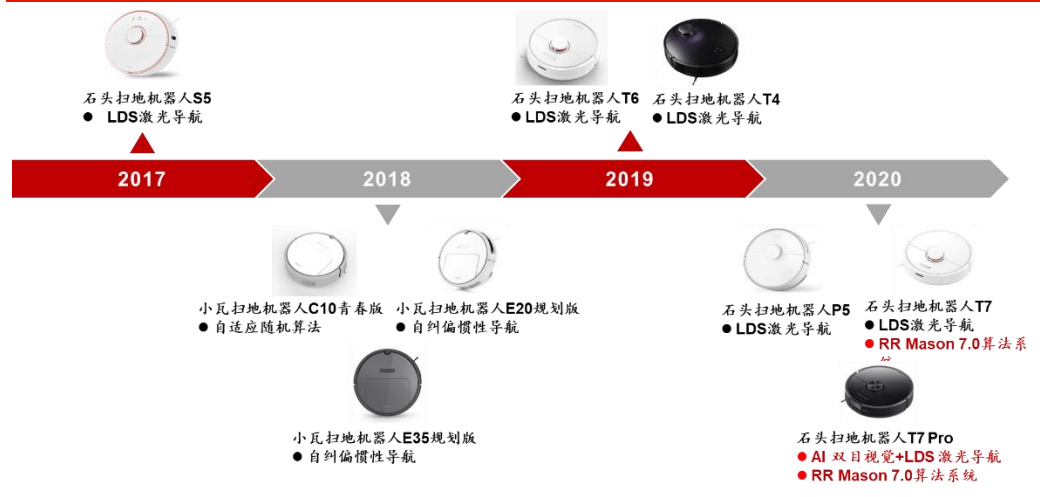 石头扫地机器人S5
● LDS激光导航
石头扫地机器人T6
● LDS激光导航
石头扫地机器人T4
● LDS激光导航
2017
2018
2019
2020
小瓦扫地机器人C10青春版
● 自适应随机算法
小瓦扫地机器人E20规划版
● 自纠偏惯性导航
小瓦扫地机器人E35规划版
● 自纠偏惯性导航
石头扫地机器人P5
● LDS激光导航
石头扫地机器人T7
● LDS激光导航
● RR Mason 7.0算法系
石头扫地机器人T7 Pro
● AI 双目视觉+LDS 激光导航
● RR Mason 7.0算法系统